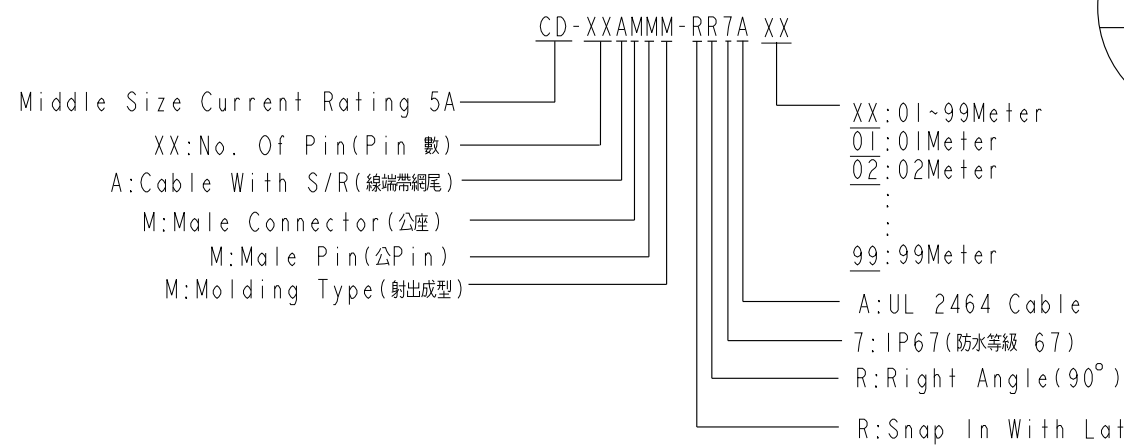 CD-XXAMMM-RR7A XX
Middle Size Current Rating 5A
XX:No. Of Pin(Pin 數)
A:Cable With S/R(線端帶網尾)
M:Male Connector(公座)
M:Male Pin(公Pin)
M:Molding Type(射出成型)
XX:01~99Meter
01:01Meter
02:02Meter
:
:
99:99Meter
A:UL 2464 Cable
7:IP67(防水等級 67)
R:Right Angle(90°)
R:Snap In With Lat